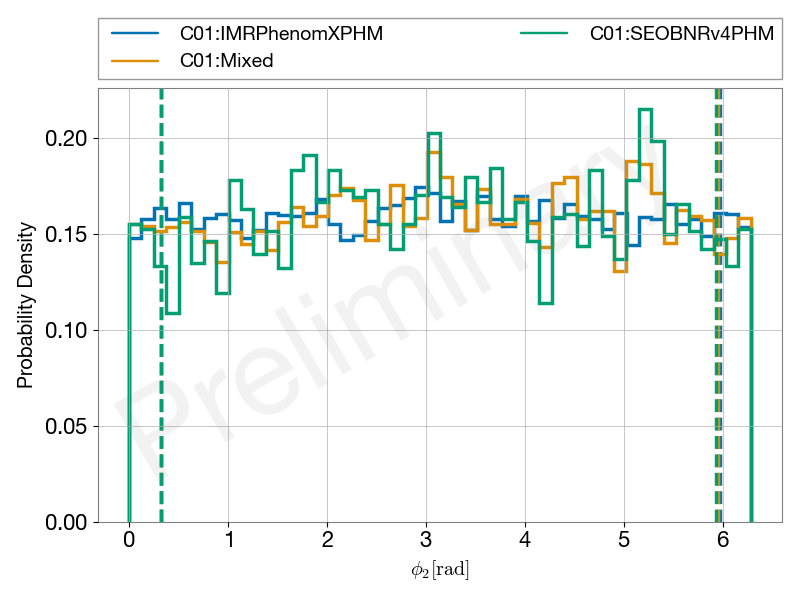 C01:IMRPhenomXPHM
C01:Mixed
C01:SEOBNRv4PHM
Preliminary
Probability Density
0.20
0.15
0.10
0.05
0.00
0 1 2 3 4 5 6
ϕ₂[rad]